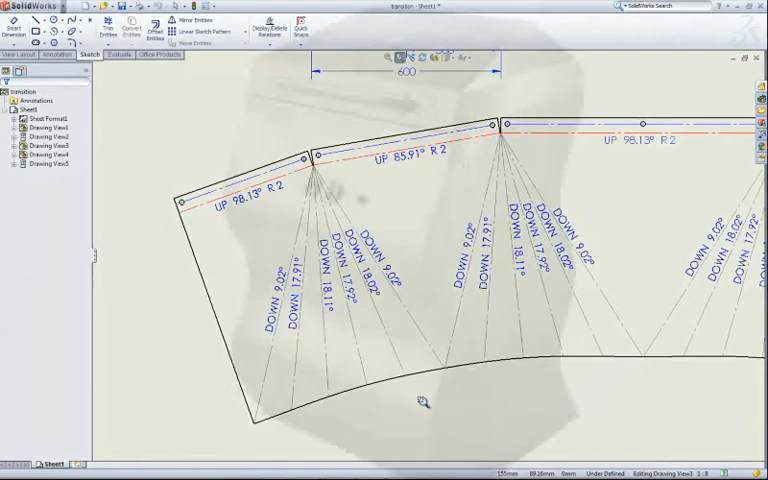 SolidWorks
transition - Sheet1 *
SolidWorks Search
Smart Dimension
Trim Entities
Convert Entities
Offset Entities
Mirror Entities
Linear Sketch Pattern
Move Entities
Display/Delete Relations
Quick Snaps
View Layout
Annotation
Sketch
Evaluate
Office Products
transition
Annotations
Sheet1
Sheet Format1
Drawing View1
Drawing View2
Drawing View3
Drawing View4
Drawing View5
600
UP 98.13° R 2
UP 85.91° R 2
UP 98.13° R 2
DOWN 9.02°
DOWN 17.91°
DOWN 18.11°
DOWN 17.92°
DOWN 18.02°
DOWN 9.02°
DOWN 9.02°
DOWN 17.91°
DOWN 18.11°
DOWN 17.92°
DOWN 18.02°
DOWN 9.02°
DOWN 9.02°
DOWN 18.02°
DOWN 17.92°
Sheet1
155mm
89.16mm
0mm
Under Defined
Editing Drawing View3
1 : 8